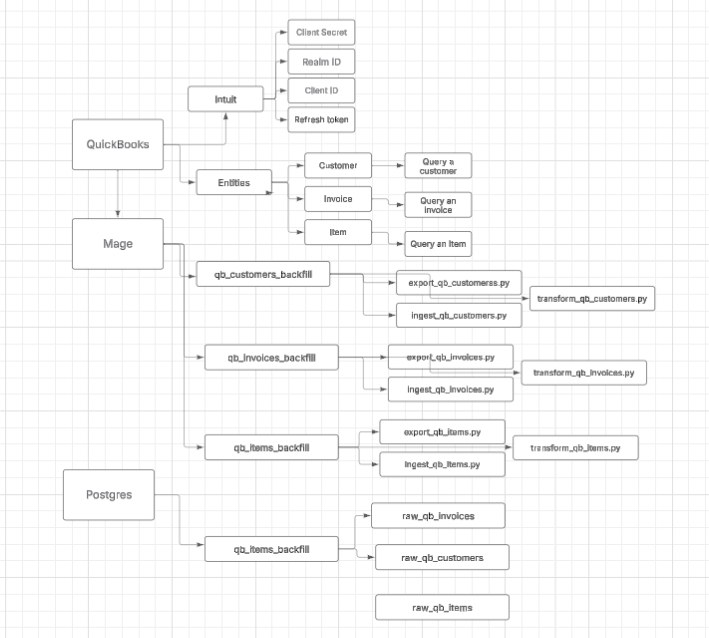 Client Secret
Realm ID
Client ID
Intuit
Refresh token
QuickBooks
Customer
Query a
customer
Entities
Invoice
Query an
invoice
Item
Query an Item
Mage
qb_customers_backfill
export_qb_customerss.py
transform_qb_customers.py
ingest_qb_customers.py
qb_invoices_backfill
export_qb_invoices.py
transform_qb_invoices.py
ingest_qb_invoices.py
export_qb_items.py
qb_items_backfill
transform_qb_items.py
ingest_qb_items.py
Postgres
raw_qb_invoices
qb_items_backfill
raw_qb_customers
raw_qb_items